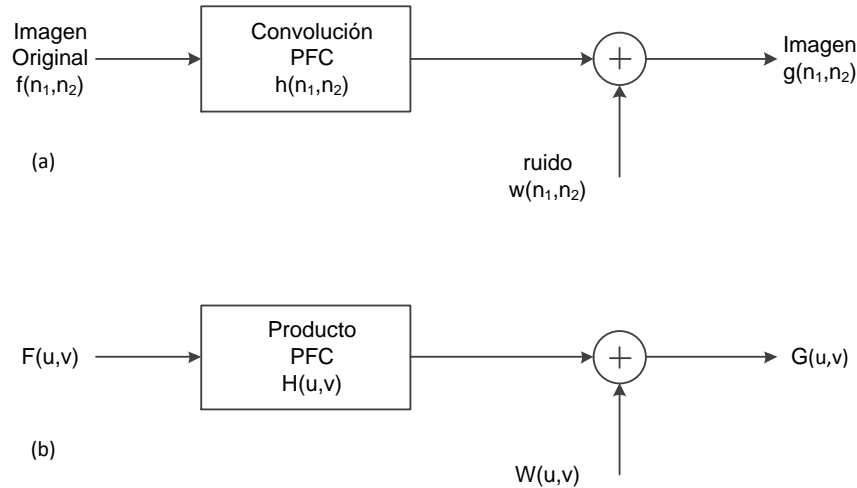 Imagen
Original
f(n₁,n₂)
Convolución
PFC
h(n₁,n₂)
Imagen
g(n₁,n₂)
(a)
ruido
w(n₁,n₂)
F(u,v)
Producto
PFC
H(u,v)
G(u,v)
(b)
W(u,v)